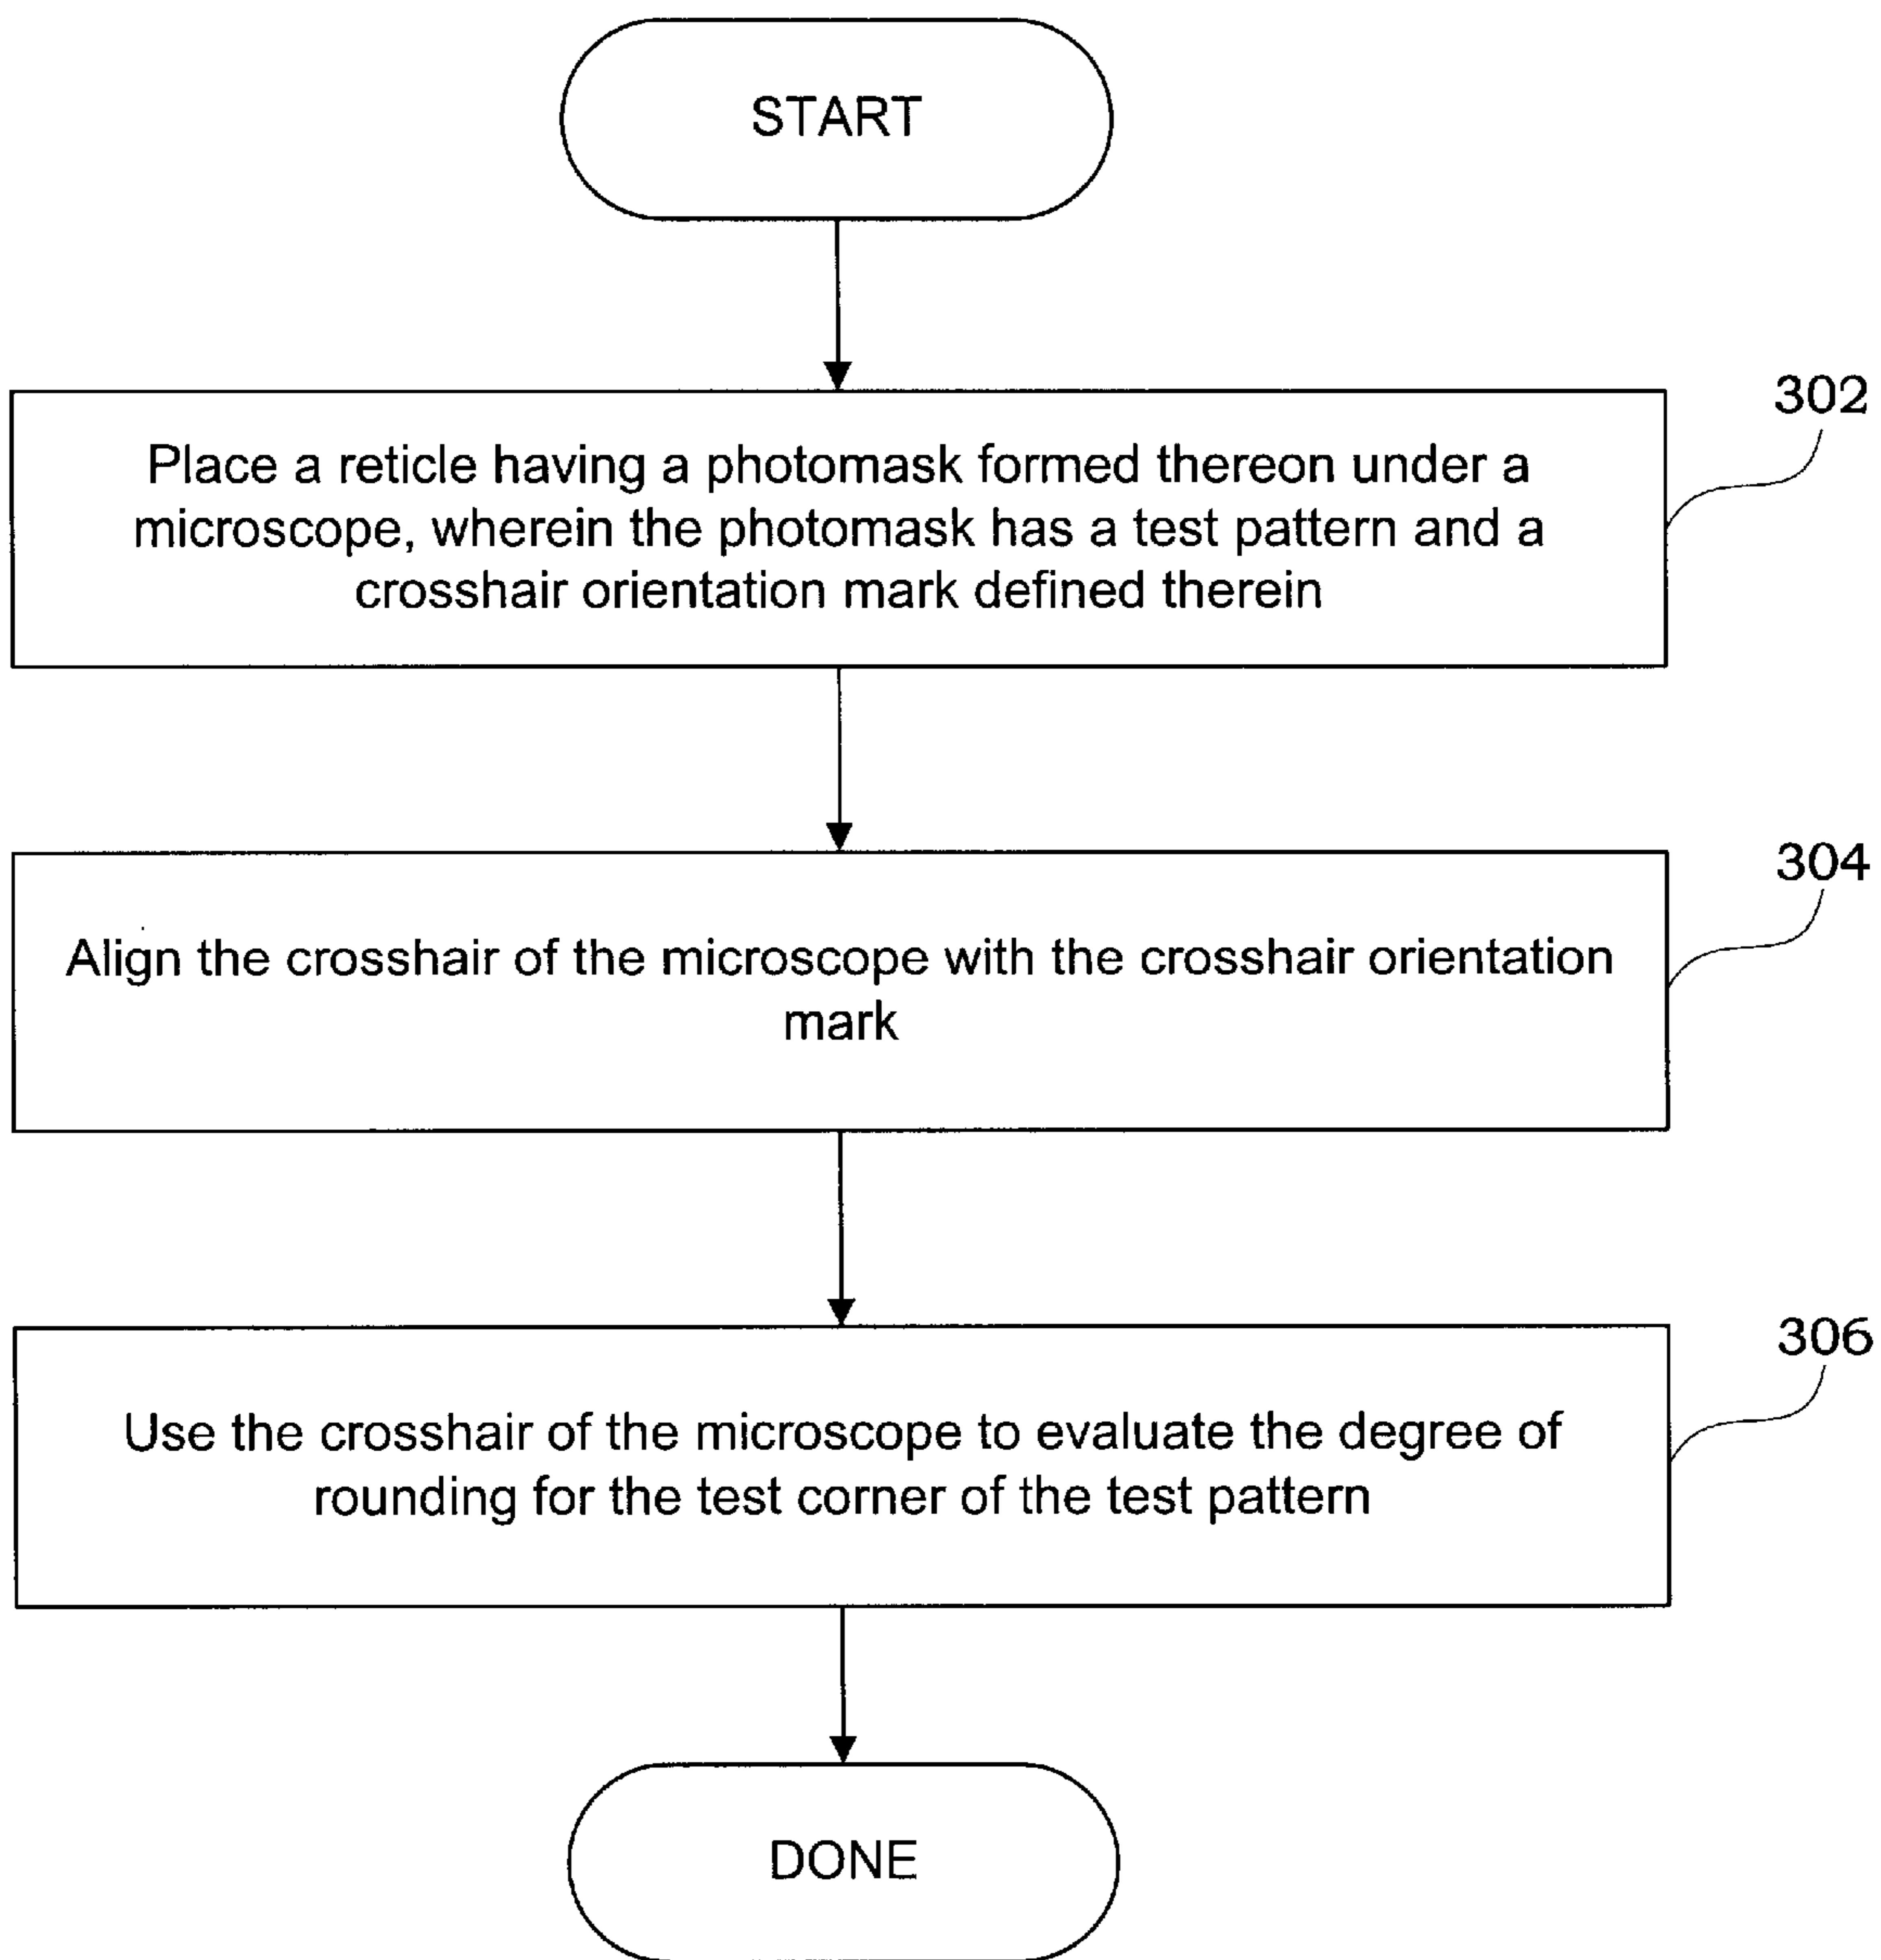 START
302
Place a reticle having a photomask formed thereon under a
microscope, wherein the photomask has a test pattern and a
crosshair orientation mark defined therein
304
Align the crosshair of the microscope with the crosshair orientation
mark
306
Use the crosshair of the microscope to evaluate the degree of
rounding for the test corner of the test pattern
DONE